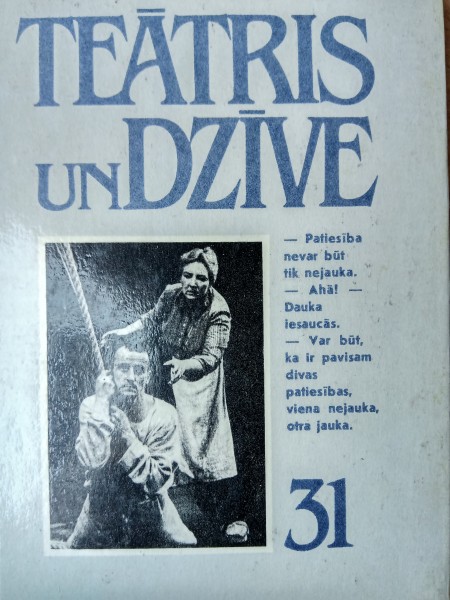 TEĀTRIS
UN DZĪVE
— Patiesība
nevar būt
tik nejauka.
— Ahā! —
Dauka
iesaucās.
— Var būt,
ka ir pavisam
divas
patiesības,
viena nejauka,
otra jauka.
31